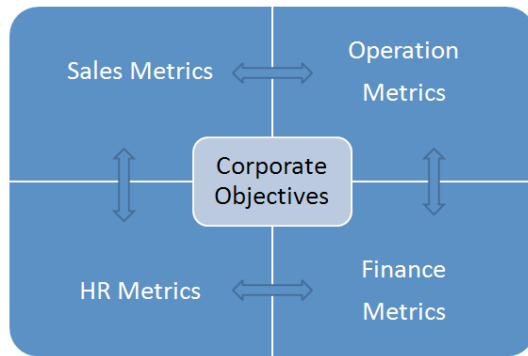 Sales Metrics
Operation
Metrics
Corporate
Objectives
HR Metrics
Finance
Metrics